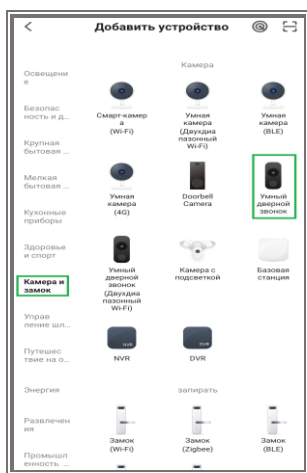 Добавить устройство
Освещени
е
Безопас
ность и д...
Крупная
бытовая ...
Мелкая
бытовая ...
Кухонные
приборы
Здоровье
и спорт
Камера и
замок
Управ
ление шл...
Путешес
твие на о...
Энергия
Развлечен
ия
Промышл
енность ...
Камера
Смарт-камер
а
(Wi-Fi)
Умная
камера
(Двухдиа
пазонный
Wi-Fi)
Умная
камера
(BLE)
Умная
камера
(4G)
Doorbell
Camera
Умный
дверной
звонок
Умный
дверной
звонок
(Двухдиа
пазонный
Wi-Fi)
Камера с
подсветкой
Базовая
станция
NVR
NVR
DVR
DVR
запирать
Замок
(Wi-Fi)
Замок
(Zigbee)
Замок
(BLE)